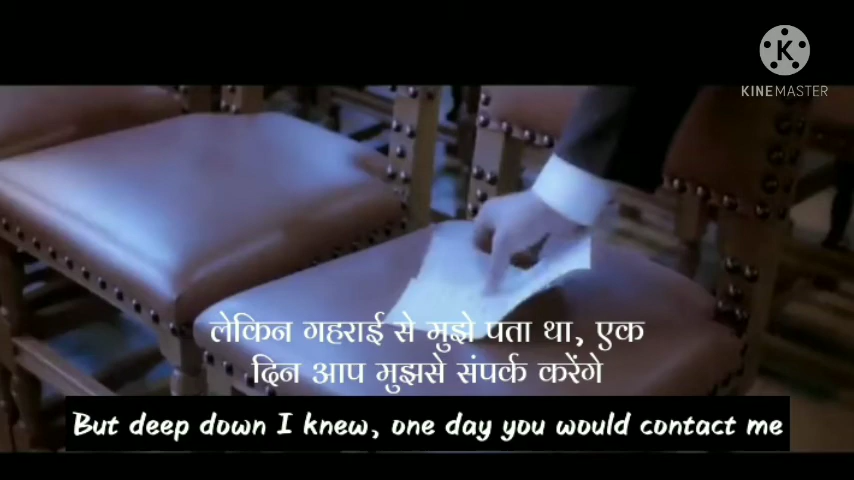 KINEMASTER
लेकिन गहराई से मुझे पता था, एक
दिन आप मुझसे संपर्क करेंगे
But deep down I knew, one day you would contact me